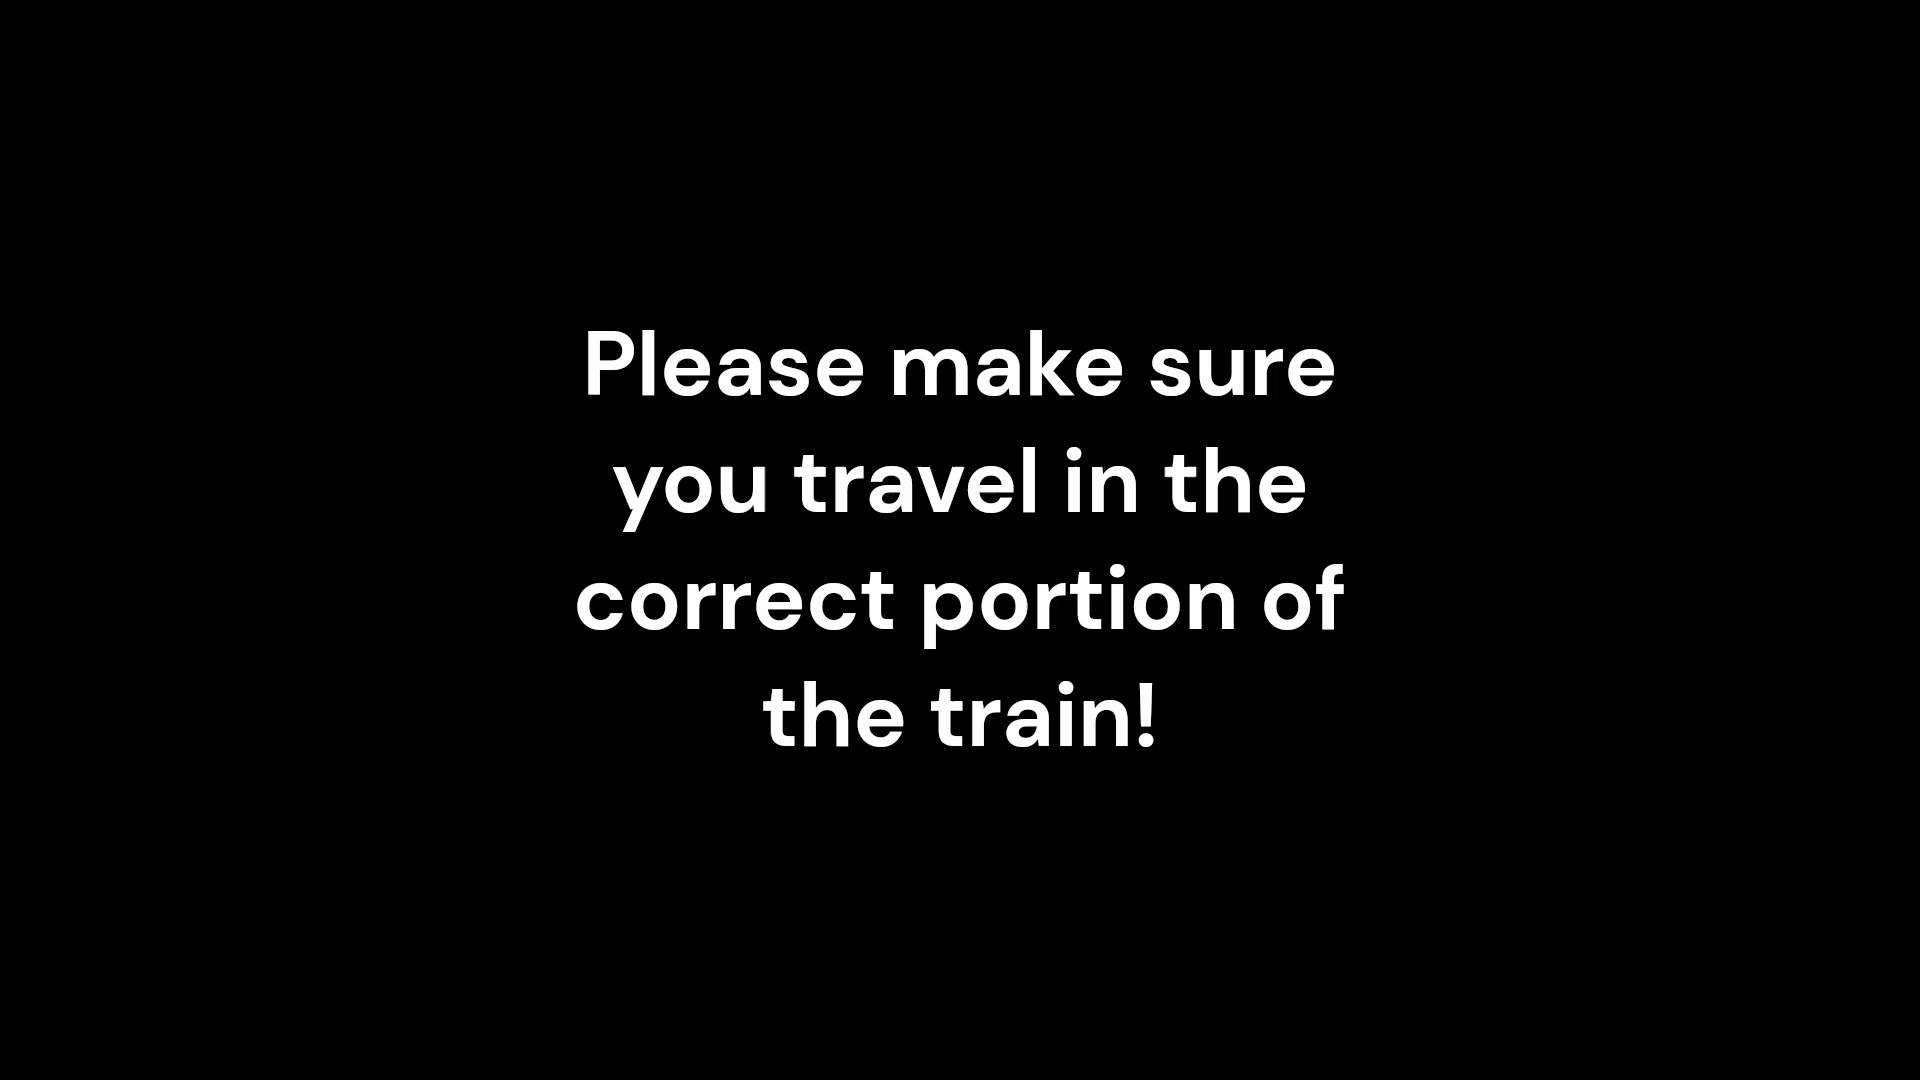 Please make sure
you travel in the
correct portion of
the train!